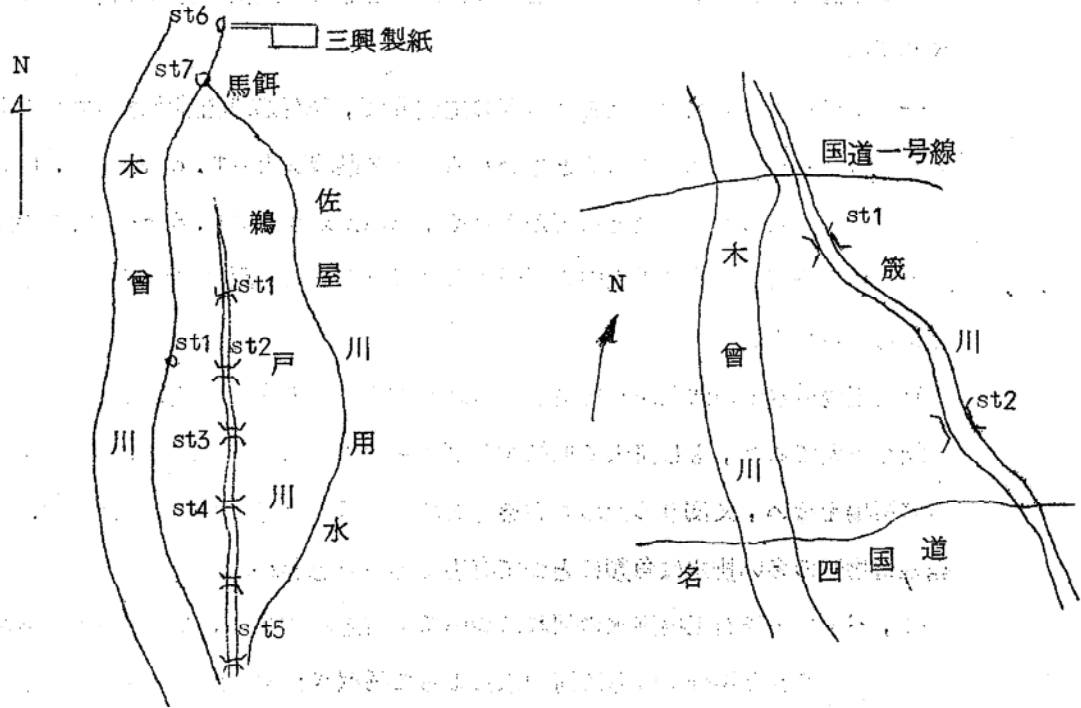 st6
三興製紙
N
st7
馬餌
木曾川
佐屋川用水
鵜戸川
st1
st1
st2
st3
st4
st5
国道一号線
st1
筬川
N
木曾川
st2
名四国道